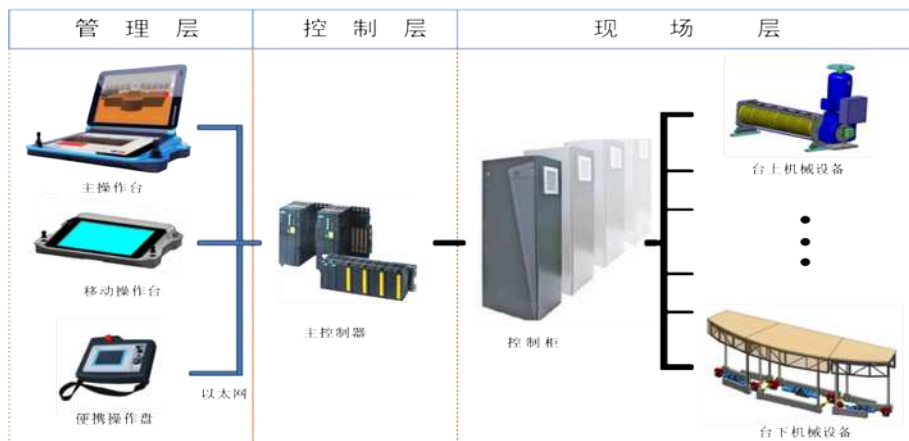 管理层
控制层
现场层
主操作台
移动操作台
便携操作盘
以太网
主控制器
控制柜
台上机械设备
台下机械设备